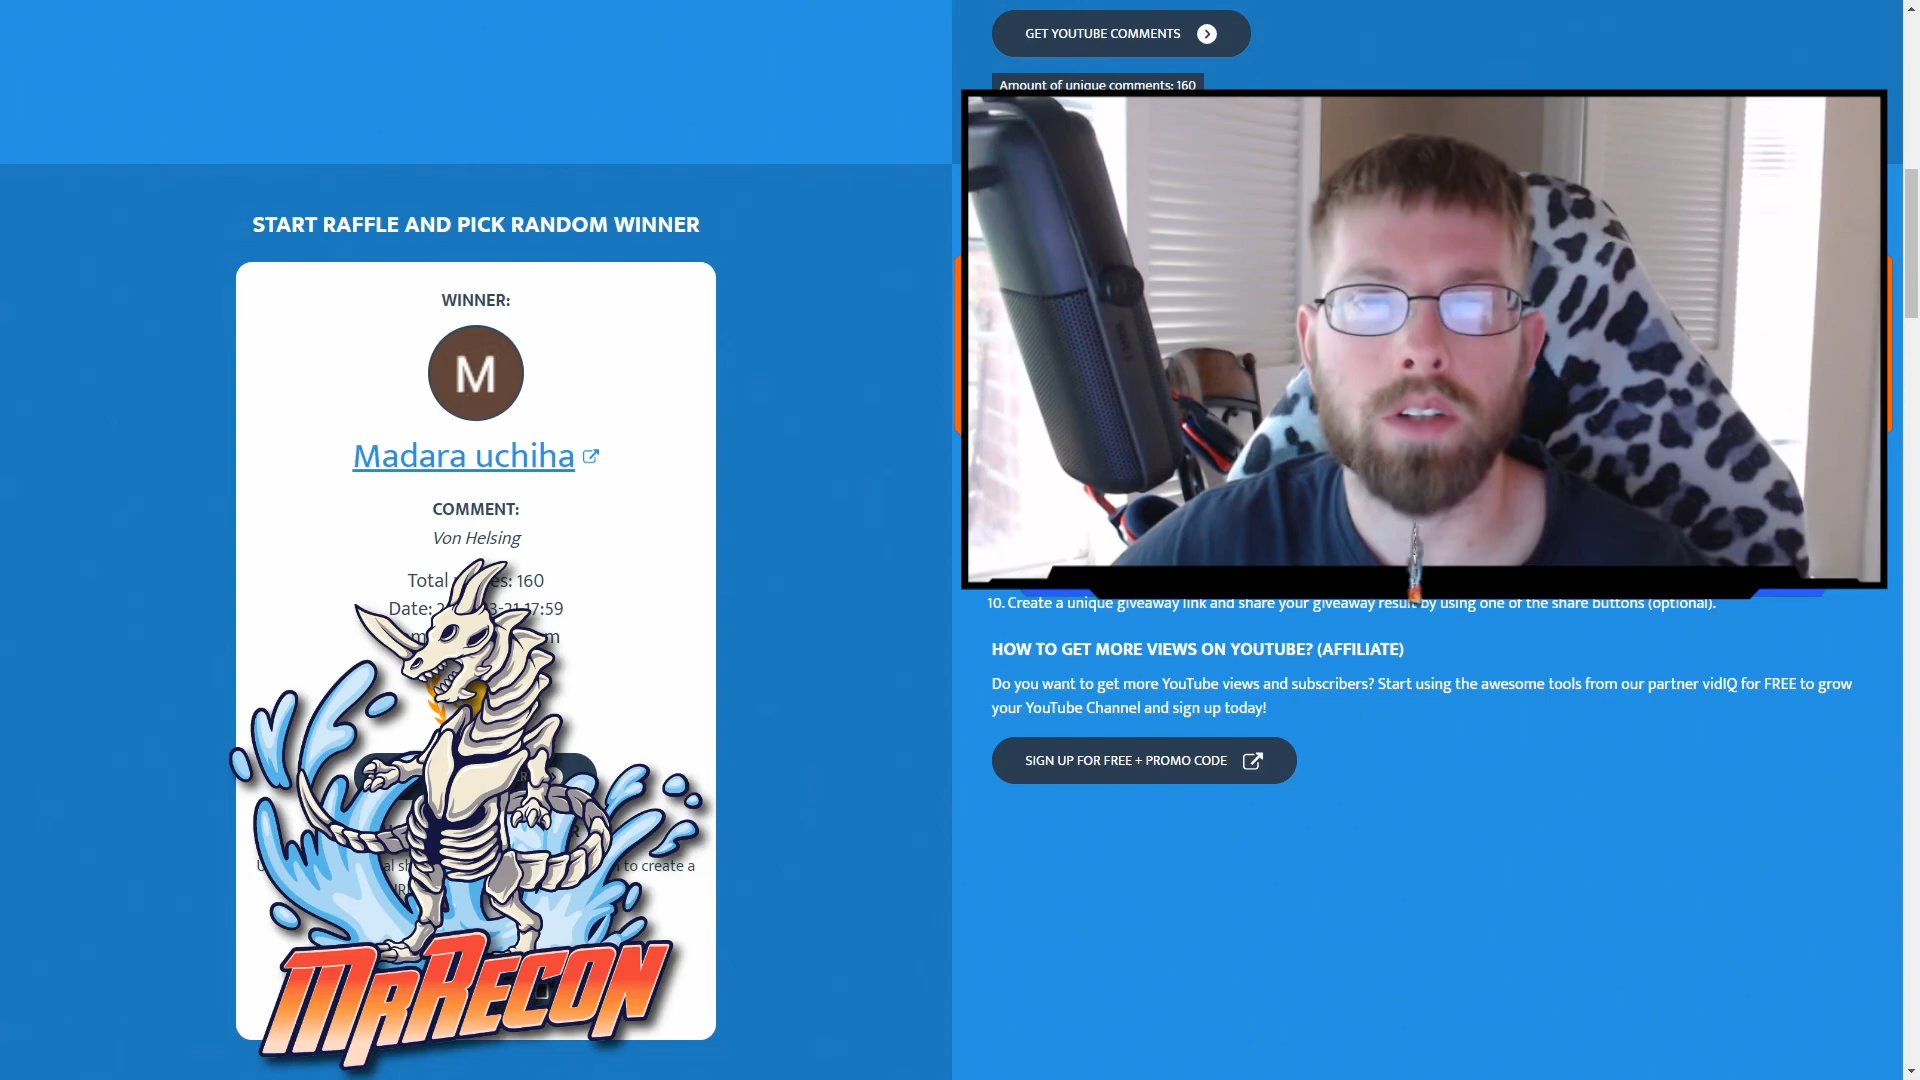 GET YOUTUBE COMMENTS
Amount of unique comments: 160
START RAFFLE AND PICK RANDOM WINNER
WINNER:
M
Madara uchiha
COMMENT:
Von Helsing
Total es: 160
Date: 3-21 17:59
to create a
MRRECON
10. Create a unique giveaway link and share your giveaway result by using one of the share buttons (optional).
HOW TO GET MORE VIEWS ON YOUTUBE? (AFFILIATE)
Do you want to get more YouTube views and subscribers? Start using the awesome tools from our partner vidIQ for FREE to grow
your YouTube Channel and sign up today!
SIGN UP FOR FREE + PROMO CODE